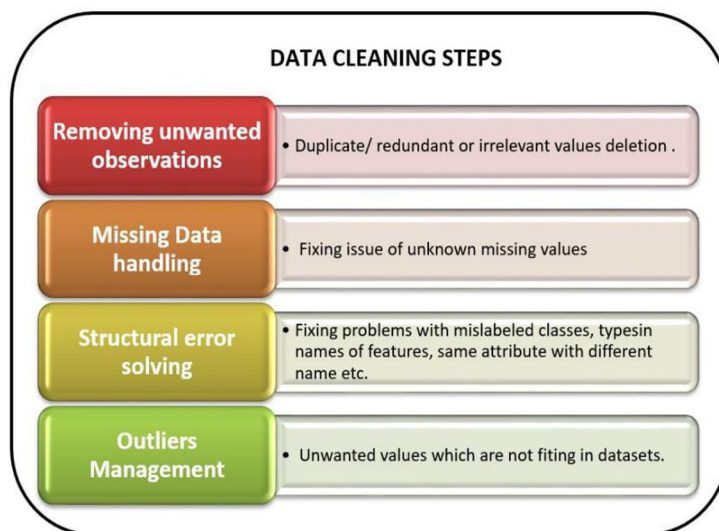 DATA CLEANING STEPS
Removing unwanted
observations
• Duplicate/ redundant or irrelevant values deletion .
Missing Data
handling
• Fixing issue of unknown missing values
Structural error
solving
• Fixing problems with mislabeled classes, typesin
names of features, same attribute with different
name etc.
Outliers
Management
• Unwanted values which are not fiting in datasets.